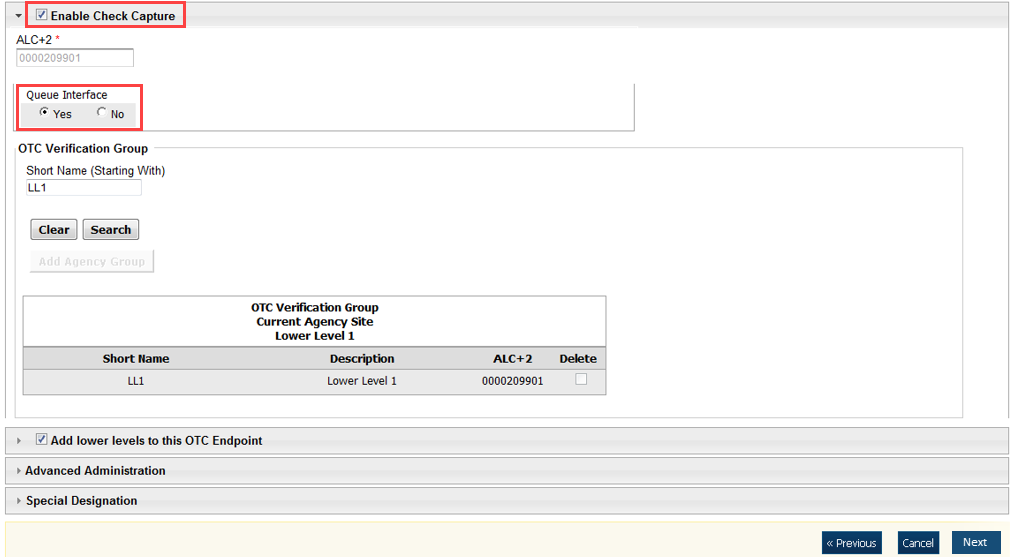 Enable Check Capture
ALC+2 *
0000209901
Queue Interface
Yes No
OTC Verification Group
Short Name (Starting With)
LL1
Clear Search
Add Agency Group
OTC Verification Group
Current Agency Site
Lower Level 1
Short Name Description ALC+2 Delete
LL1 Lower Level 1 0000209901
Add lower levels to this OTC Endpoint
Advanced Administration
Special Designation
« Previous Cancel Next